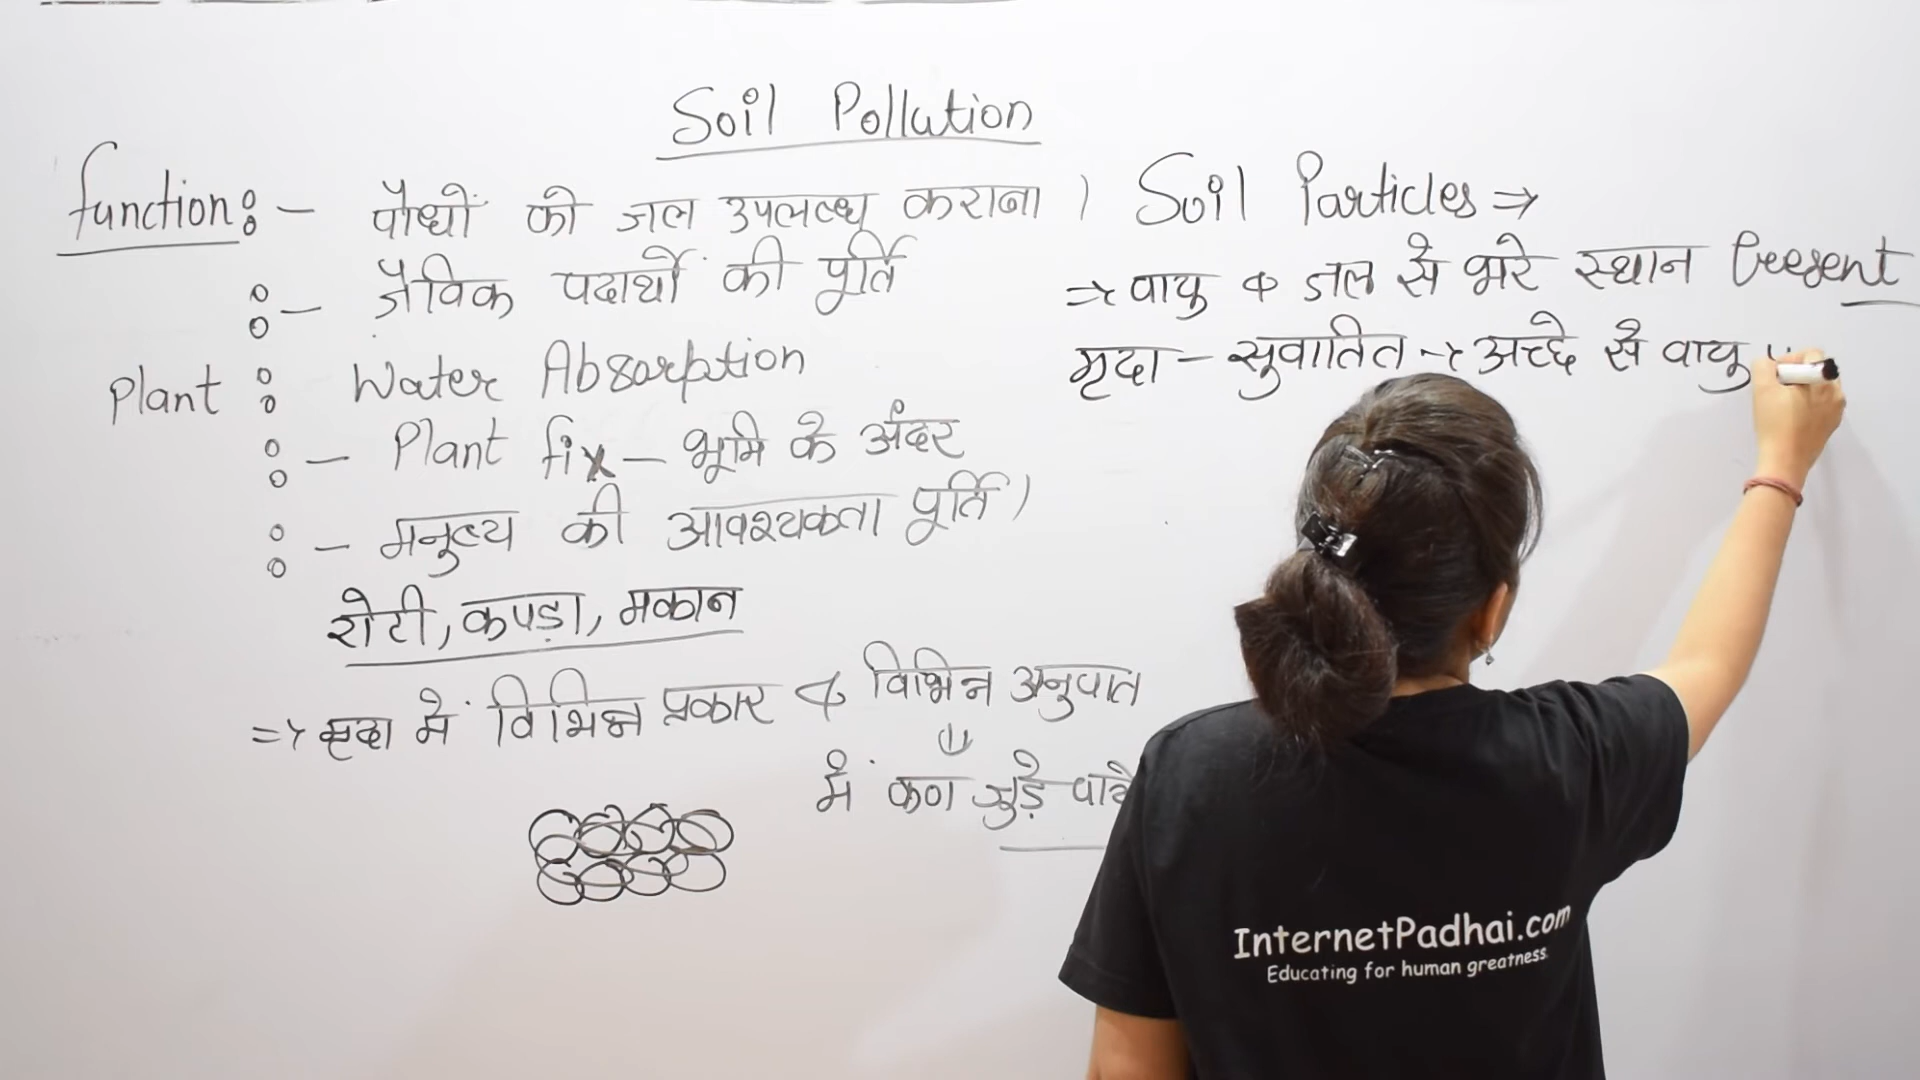 Soil Pollution
function :- पौधों को जल उपलब्ध कराना।
:- जैविक पदार्थों की पूर्ति
Plant : Water Absorption
:- Plant fix - भूमि के अंदर
:- मनुष्य की आवश्यकता पूर्ति)
रोटी, कपड़ा, मकान
=> मृदा में विभिन्न प्रकार & विभिन्न अनुपात
में कण जुड़े
Soil Particles ⇒
=> वायु & जल से भरे स्थान Present
मृदा - सुवातित → अच्छे से वायु
InternetPadhai.com
Educating for human greatness